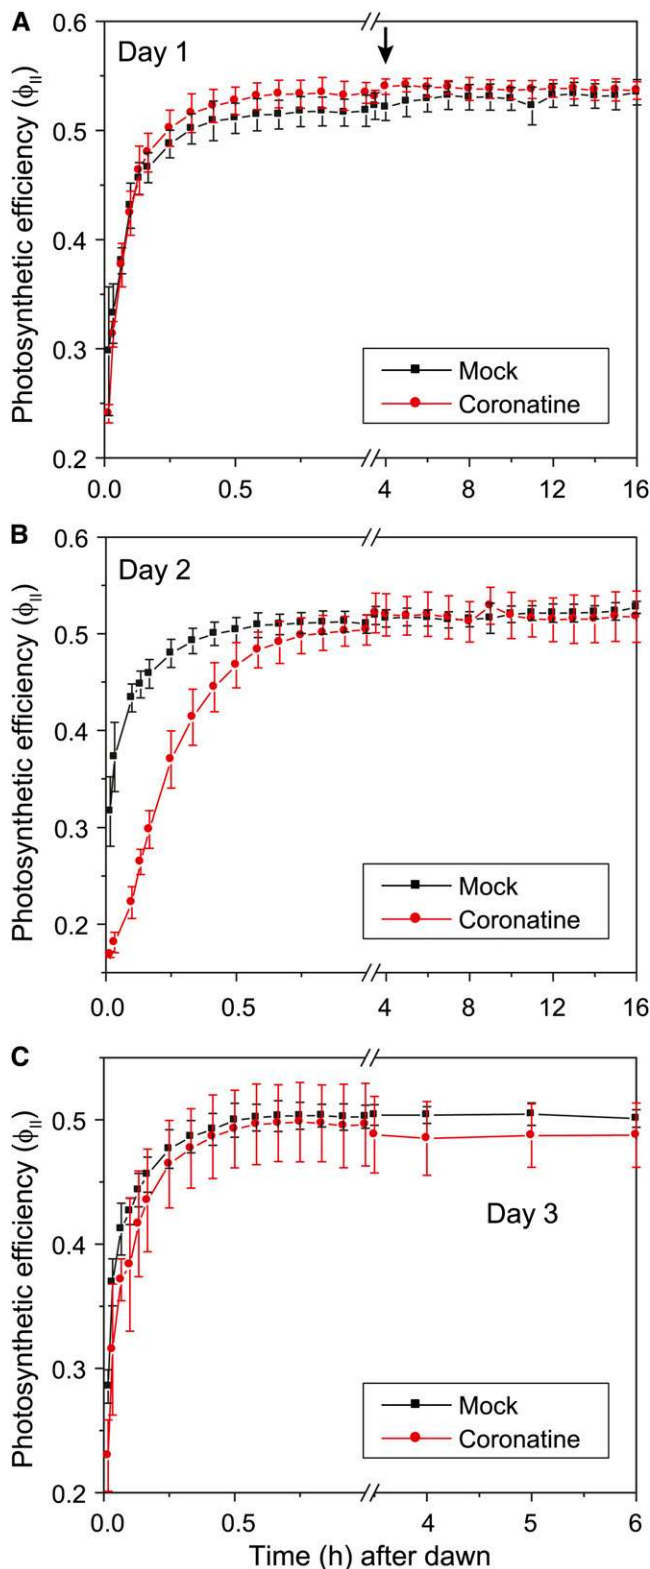 A
Day 1
Photosynthetic efficiency (ϕII)
0.6
0.5
0.4
0.3
0.2
Mock
Coronatine
0.0
0.5
4
8
12
16
B
Day 2
Photosynthetic efficiency (ϕII)
0.6
0.5
0.4
0.3
0.2
Mock
Coronatine
0.0
0.5
4
8
12
16
C
Photosynthetic efficiency (ϕII)
0.5
0.4
0.3
0.2
Day 3
Mock
Coronatine
0.0
0.5
4
5
6
Time (h) after dawn